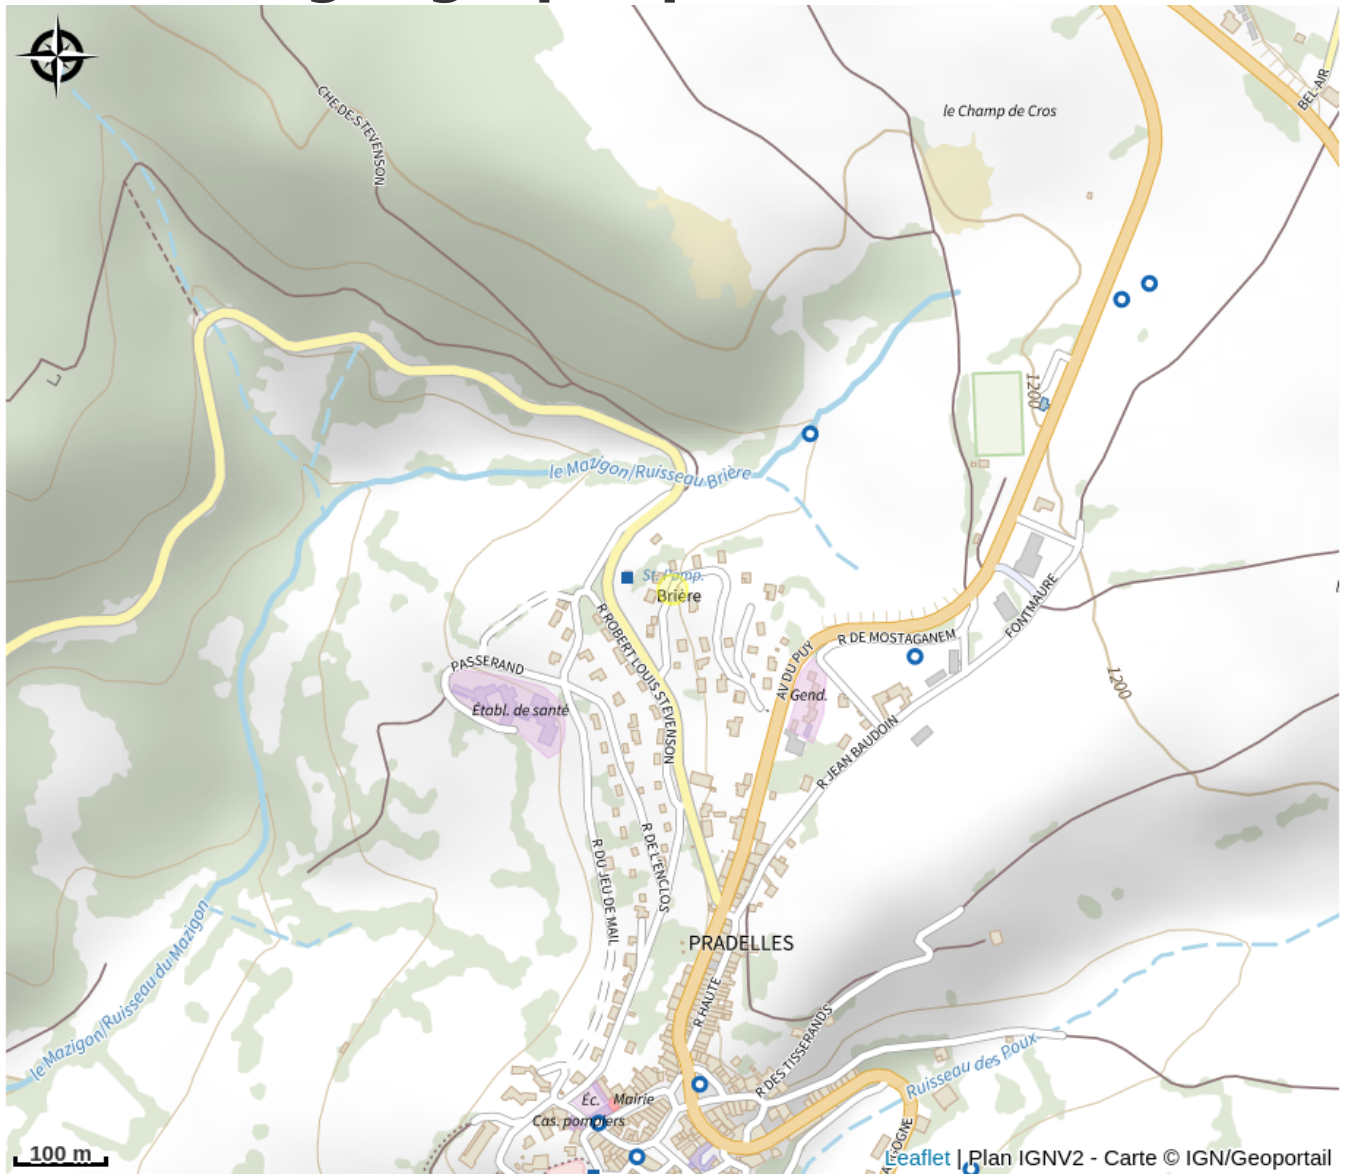 CHE-DE-STEVENSON
le Champ de Cros
BEL-AIR
1200
le Mazigon/Ruisseau Brière
St. Pomp.
Brière
FONTMAURE
R ROBERT LOUIS STEVENSON
R DE MOSTAGANEM
PASSERAND
AV DU PUY
Gend.
1200
Établ. de santé
R JEAN BAUDOIN
R DU JEU DE MAIL
R DE L'ENCLOS
PRADELLES
le Mazigon/Ruisseau du Mazigon
R HAUTE
R DES TISSERANDS
Ruisseau des Poux
Éc.
Mairie
Cas. pompiers
100 m
Leaflet | Plan IGNV2 - Carte © IGN/Geoportail